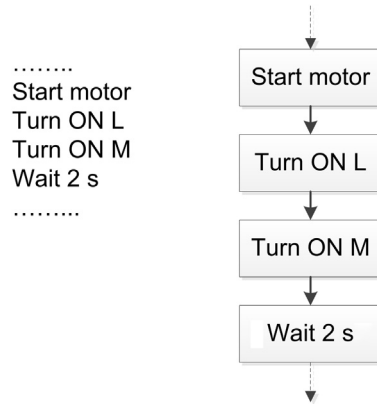 ……..
Start motor
Turn ON L
Turn ON M
Wait 2 s
……...
Start motor
Turn ON L
Turn ON M
Wait 2 s